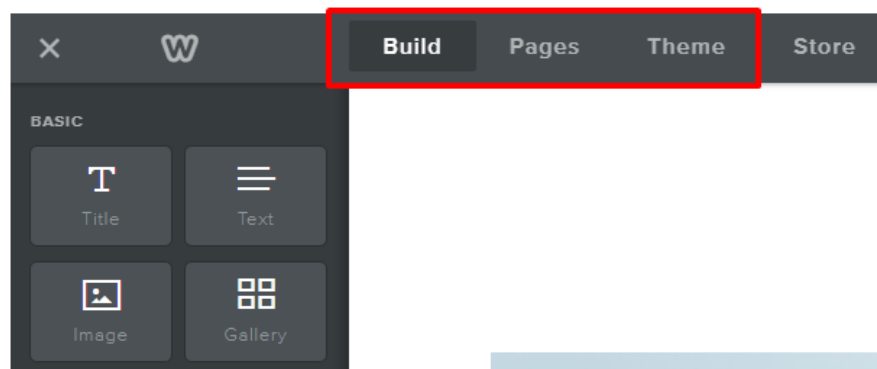 Build Pages Theme Store
BASIC
Title Text
Image Gallery